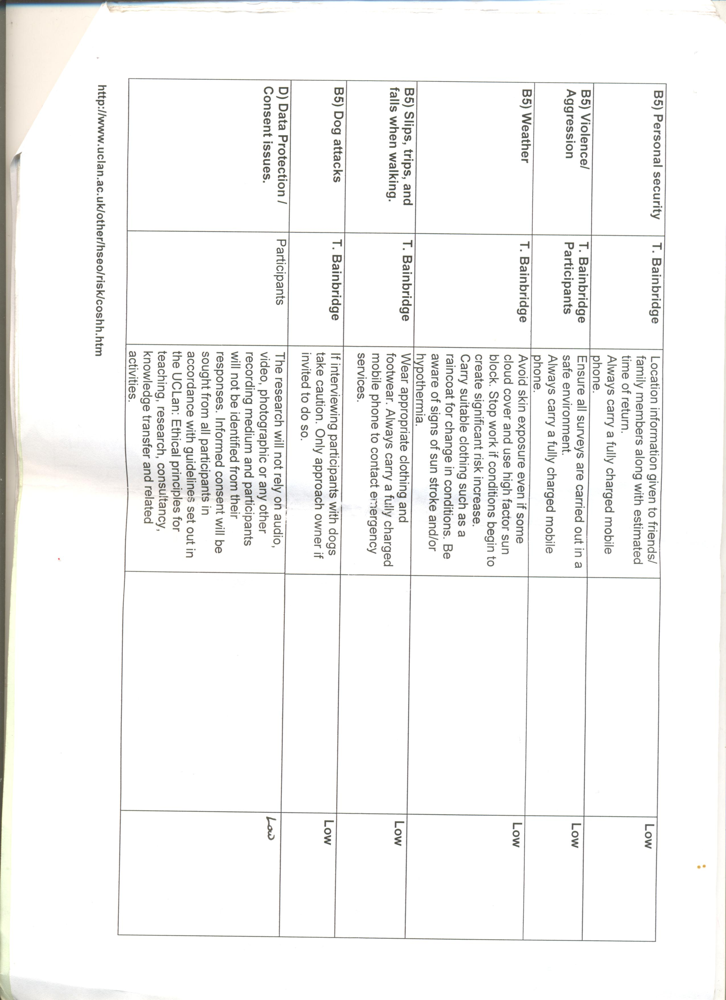 B5) Personal security
T. Bainbridge
Location information given to friends/
family members along with estimated
time of return.
Always carry a fully charged mobile
phone.
Low
B5) Violence/
Aggression
T. Bainbridge
Participants
Ensure all surveys are carried out in a
safe environment.
Always carry a fully charged mobile
phone.
Low
B5) Weather
T. Bainbridge
Avoid skin exposure even if some
cloud cover and use high factor sun
block. Stop work if conditions begin to
create significant risk increase.
Carry suitable clothing such as a
raincoat for change in conditions. Be
aware of signs of sun stroke and/or
hypothermia.
Low
B5) Slips, trips, and
falls when walking.
T. Bainbridge
Wear appropriate clothing and
footwear. Always carry a fully charged
mobile phone to contact emergency
services.
Low
B5) Dog attacks
T. Bainbridge
If interviewing participants with dogs
take caution. Only approach owner if
invited to do so.
Low
D) Data Protection /
Consent issues.
Participants
The research will not rely on audio,
video, photographic or any other
recording medium and participants
will not be identified from their
responses. Informed consent will be
sought from all participants in
accordance with guidelines set out in
the UCLan: Ethical principles for
teaching, research, consultancy,
knowledge transfer and related
activities.
Low
http://www.uclan.ac.uk/other/hseo/risk/coshh.htm